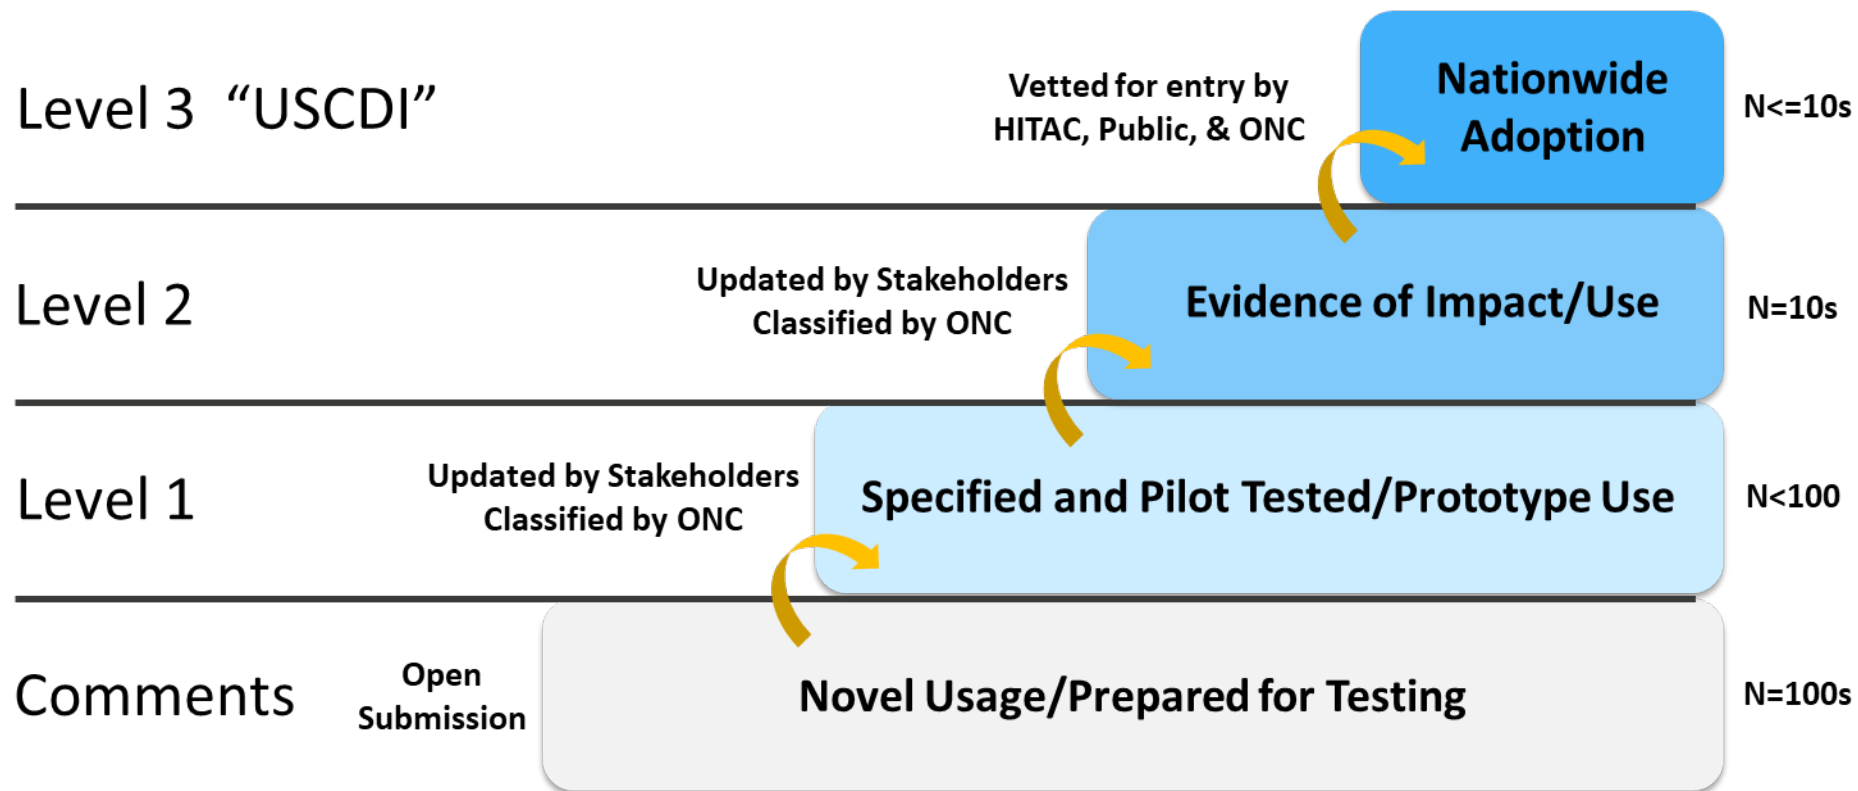 Level 3 “USCDI”
Vetted for entry by
HITAC, Public, & ONC
Nationwide
Adoption
N<=10s
Level 2
Updated by Stakeholders
Classified by ONC
Evidence of Impact/Use
N=10s
Level 1
Updated by Stakeholders
Classified by ONC
Specified and Pilot Tested/Prototype Use
N<100
Comments
Open
Submission
Novel Usage/Prepared for Testing
N=100s